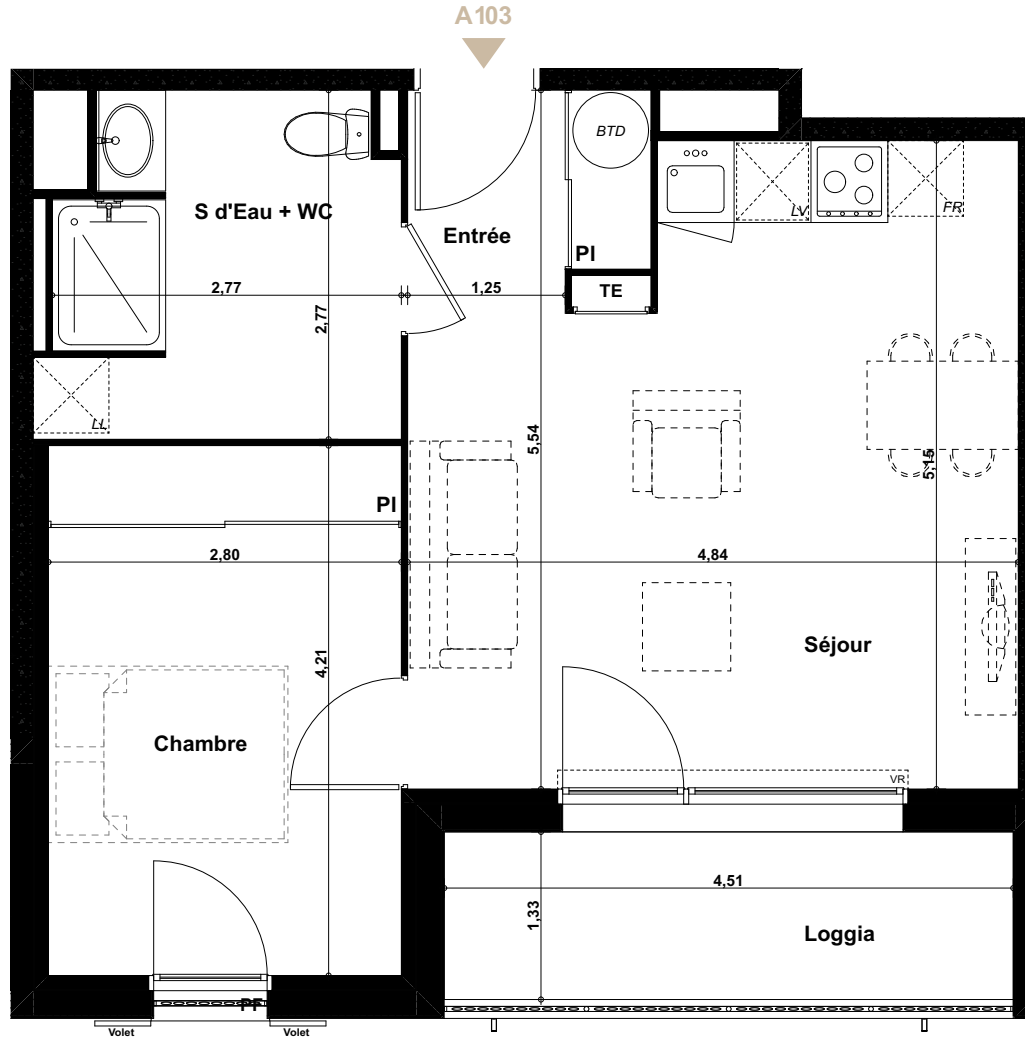 A103
BTD
S d'Eau + WC
LV
FR
Entrée
PI
TE
2,77
1,25
2,77
LL
5,54
5,15
PI
2,80
4,84
Séjour
4,21
Chambre
VR
4,51
1,33
Loggia
PF
Volet
Volet